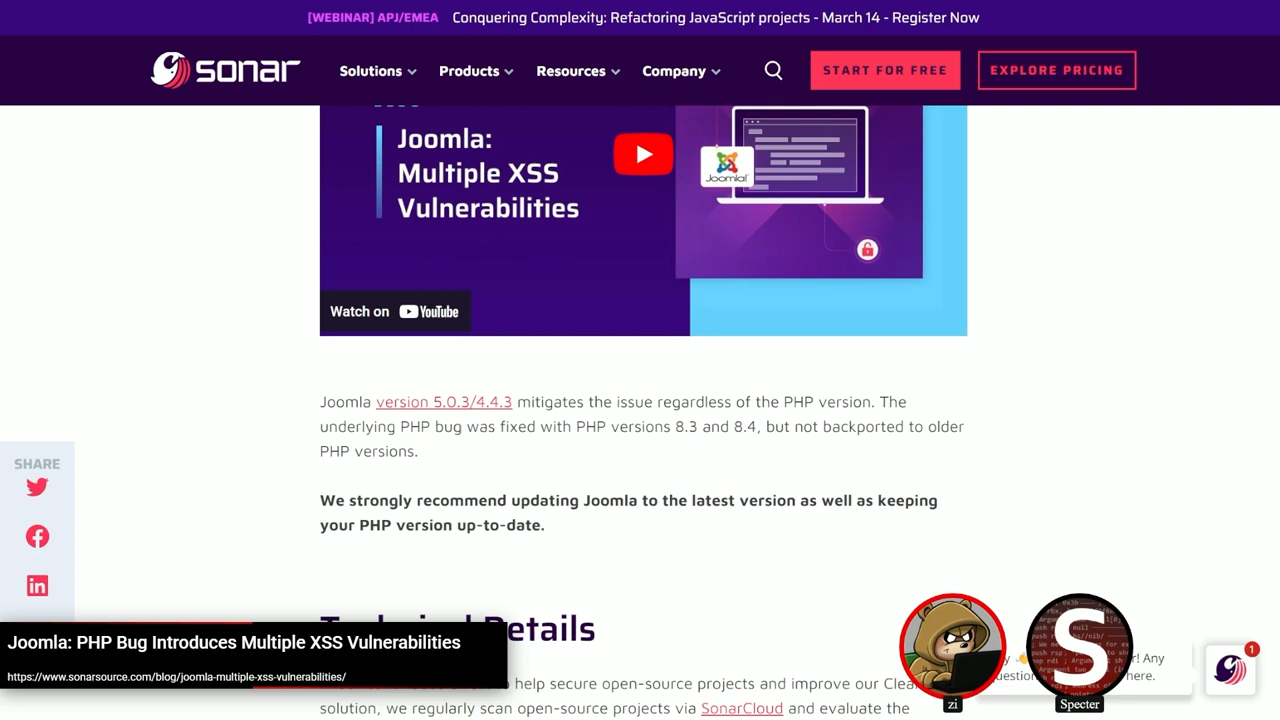 [WEBINAR] APJ/EMEA Conquering Complexity: Refactoring JavaScript projects - March 14 - Register Now
sonar Solutions Products Resources Company START FOR FREE EXPLORE PRICING
Joomla:
Multiple XSS
Vulnerabilities
Joomla!
Watch on YouTube
Joomla version 5.0.3/4.4.3 mitigates the issue regardless of the PHP version. The
underlying PHP bug was fixed with PHP versions 8.3 and 8.4, but not backported to older
PHP versions.
We strongly recommend updating Joomla to the latest version as well as keeping
your PHP version up-to-date.
SHARE
Technical Details
Joomla: PHP Bug Introduces Multiple XSS Vulnerabilities
https://www.sonarsource.com/blog/joomla-multiple-xss-vulnerabilities/
help secure open-source projects and improve our
solution, we regularly scan open-source projects via SonarCloud and evaluate the
Any
here.
1
S
zi
Specter